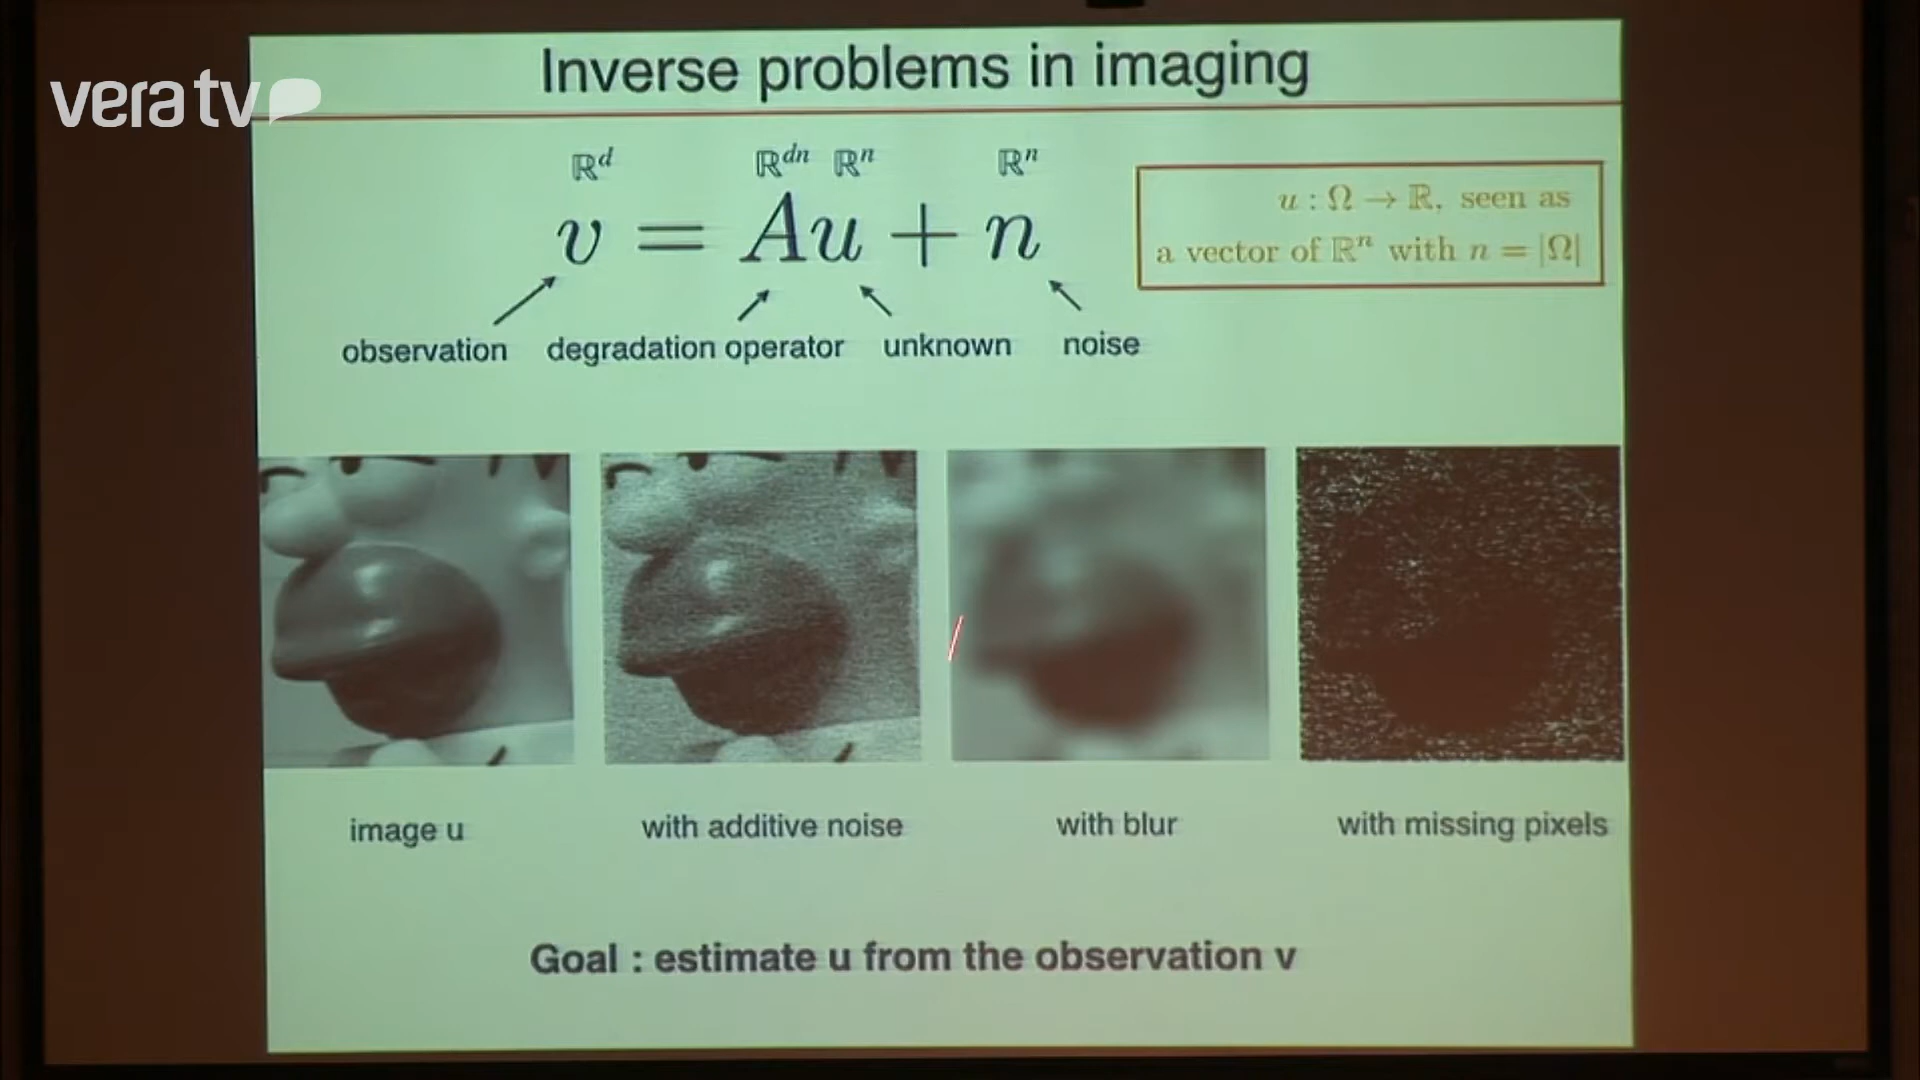 vera tv
Inverse problems in imaging
ℝ^d ℝ^{dn} ℝ^n ℝ^n
v = Au + n
u : Ω → ℝ, seen as
a vector of ℝ^n with n = |Ω|
observation degradation operator unknown noise
image u with additive noise with blur with missing pixels
Goal : estimate u from the observation v